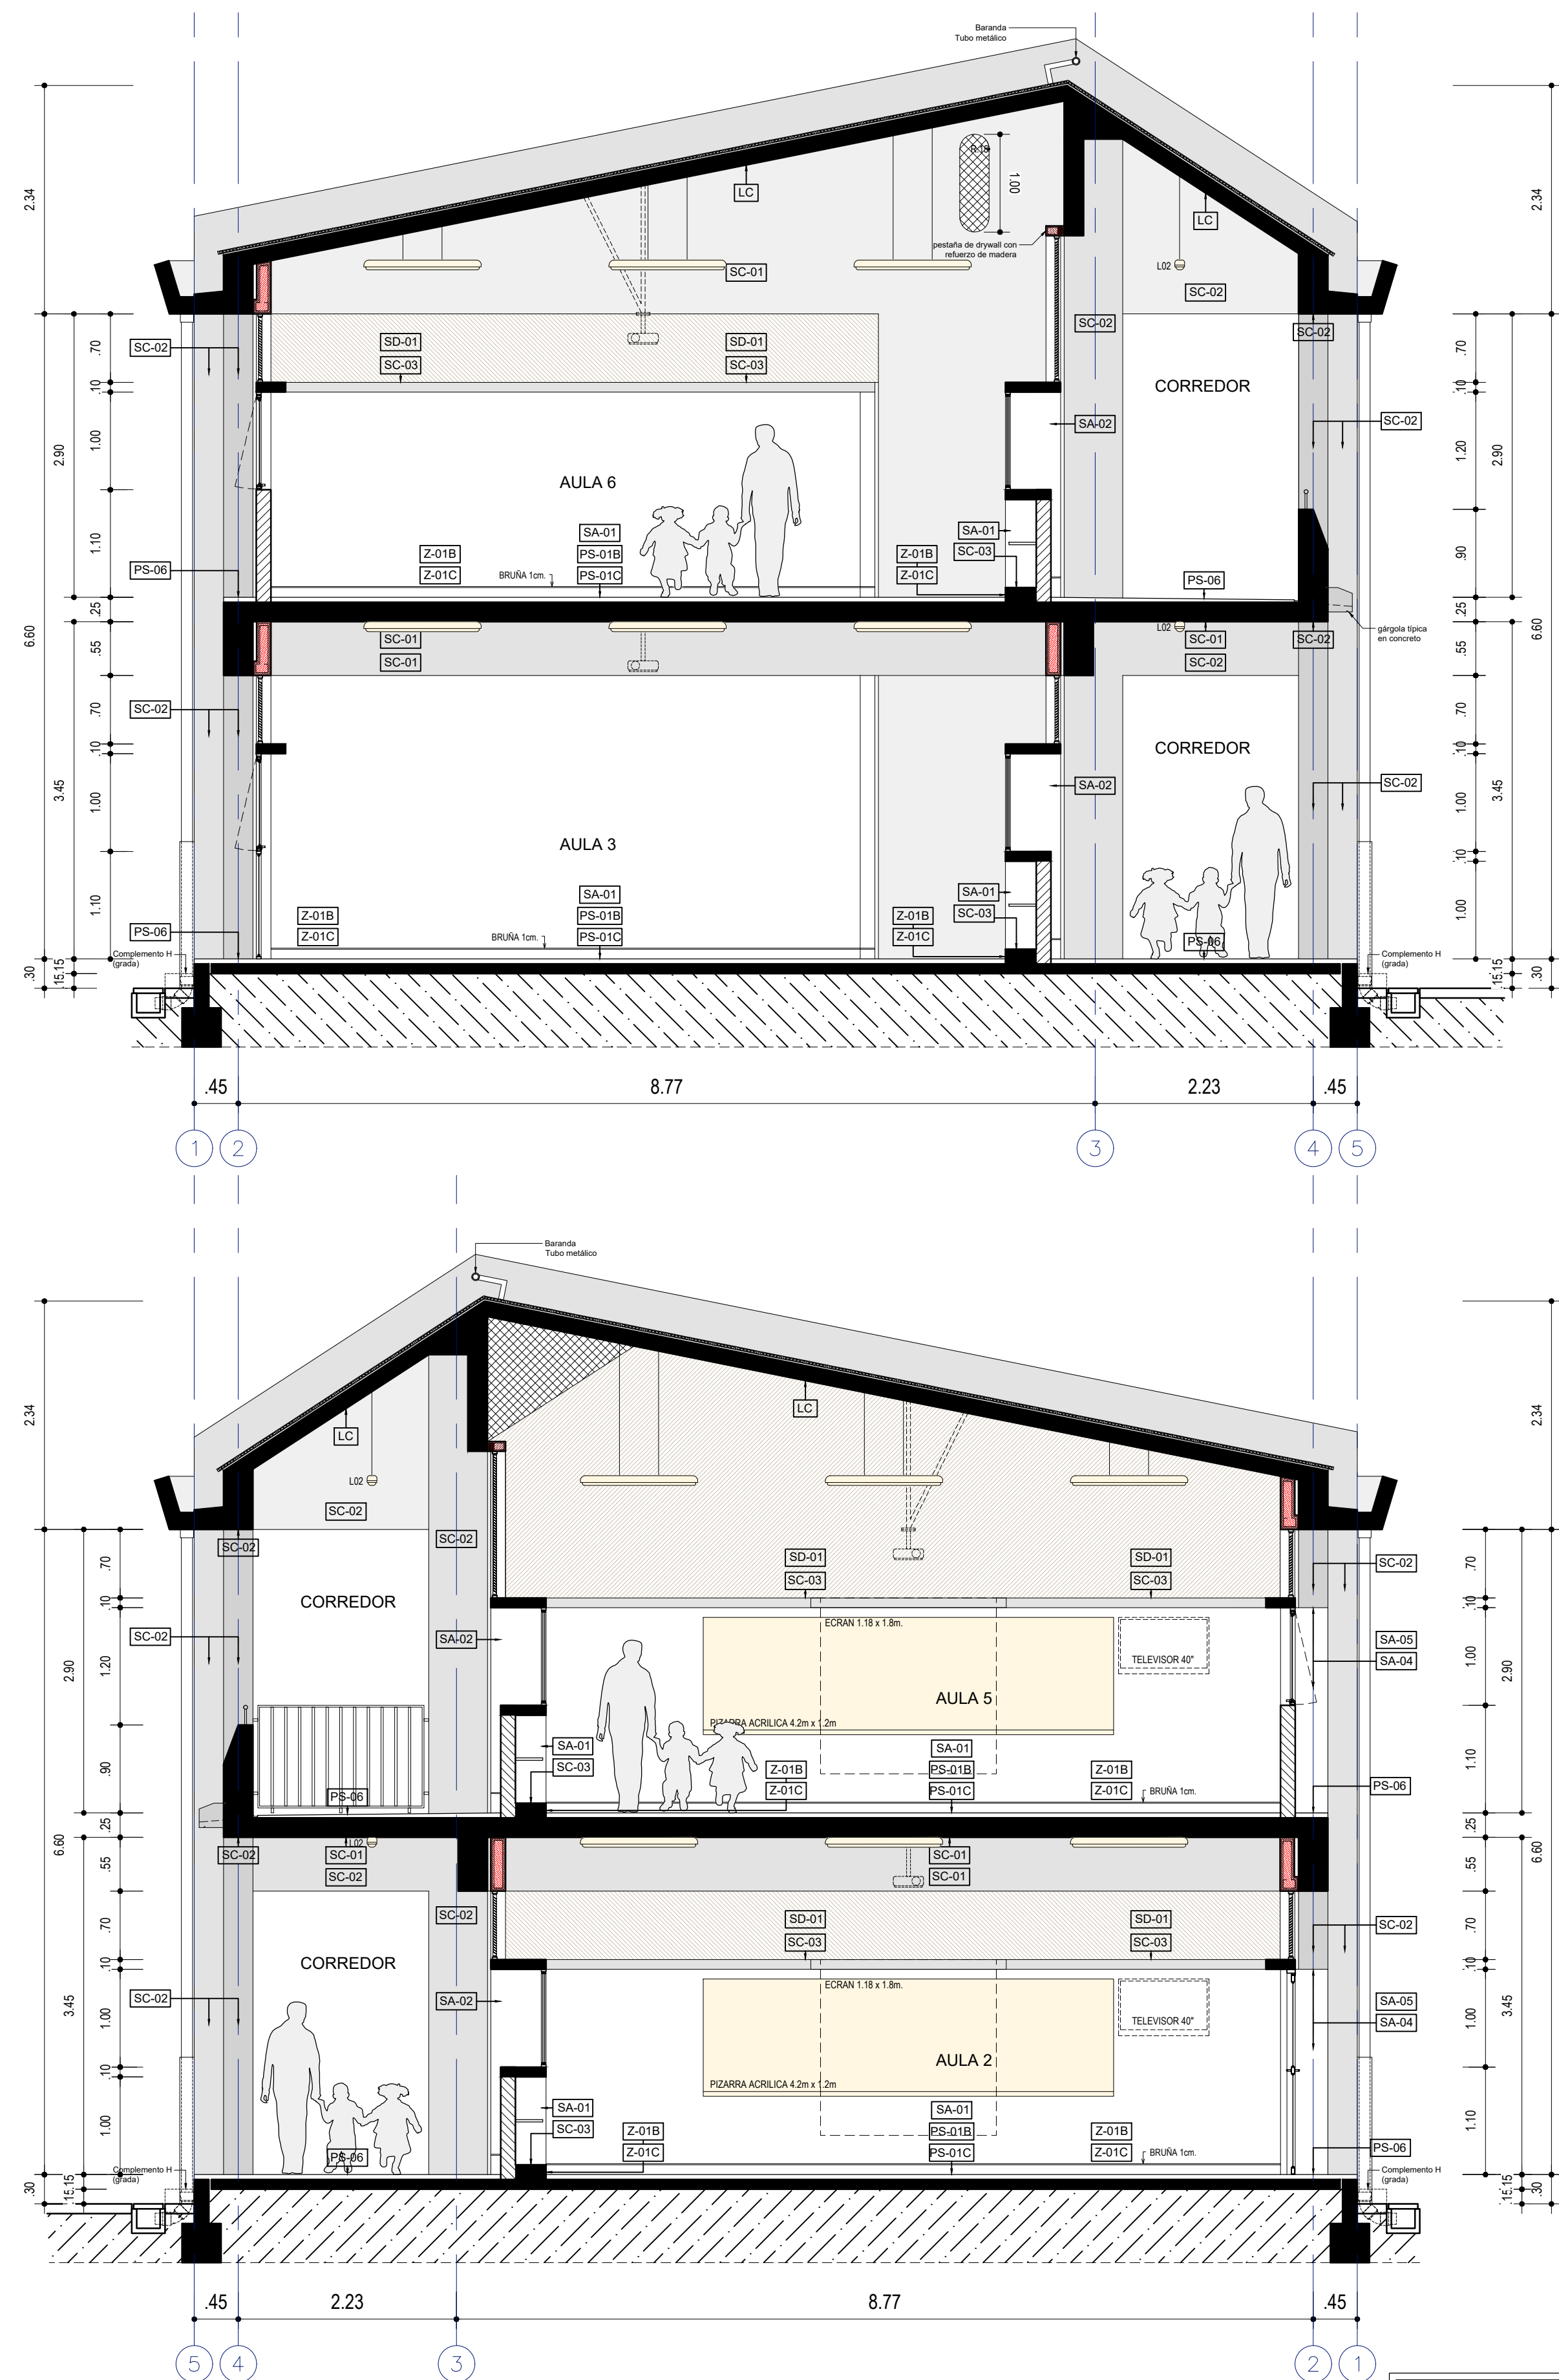 Baranda
Tubo metálico
2.34
2.34
R.15
1.00
LC
LC
pestaña de drywall con
refuerzo de madera
L02
SC-01
SC-02
SC-02
SC-02
SC-02
SD-01
SD-01
SC-03
SC-03
.70
.10
1.00
1.10
2.90
.25
.55
6.60
.70
.10
1.20
2.90
.90
.25
.55
6.60
CORREDOR
SC-02
SA-02
AULA 6
SA-01
PS-01B
PS-01C
Z-01B
Z-01C
BRUÑA 1cm.
SA-01
SC-03
Z-01B
Z-01C
PS-06
PS-06
gárgola típica
en concreto
SC-01
SC-01
L02
SC-01
SC-02
SC-02
SC-02
.70
.10
1.00
1.10
3.45
.70
.10
1.00
.10
1.00
3.45
CORREDOR
SA-02
SC-02
AULA 3
SA-01
PS-01B
PS-01C
Z-01B
Z-01C
BRUÑA 1cm.
SA-01
SC-03
Z-01B
Z-01C
PS-06
PS-06
Complemento H
(grada)
Complemento H
(grada)
.30
.15
.15
.15
.15
.30
.45
8.77
2.23
.45
1
2
3
4
5
Baranda
Tubo metálico
2.34
2.34
LC
LC
L02
SC-02
SC-02
SC-02
SD-01
SD-01
SC-03
SC-03
SC-02
.70
.10
1.20
.90
2.90
.25
.55
6.60
.70
.10
1.00
1.10
2.90
.25
.55
6.60
CORREDOR
SC-02
SA-02
ECRAN 1.18 x 1.8m.
TELEVISOR 40"
AULA 5
PIZARRA ACRILICA 4.2m x 1.2m
SA-05
SA-04
SA-01
SC-03
Z-01B
Z-01C
SA-01
PS-01B
PS-01C
Z-01B
Z-01C
BRUÑA 1cm.
PS-06
PS-06
L02
SC-02
SC-01
SC-02
SC-01
SC-01
SC-02
SD-01
SD-01
SC-03
SC-03
SC-02
.70
.10
1.00
.10
1.00
3.45
.70
.10
1.00
1.10
3.45
CORREDOR
SC-02
SA-02
ECRAN 1.18 x 1.8m.
TELEVISOR 40"
AULA 2
PIZARRA ACRILICA 4.2m x 1.2m
SA-05
SA-04
SA-01
SC-03
Z-01B
Z-01C
SA-01
PS-01B
PS-01C
Z-01B
Z-01C
BRUÑA 1cm.
PS-06
PS-06
Complemento H
(grada)
Complemento H
(grada)
.30
.15
.15
.15
.15
.30
.45
2.23
8.77
.45
5
4
3
2
1